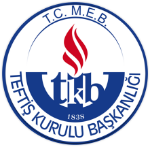 T.C. M.E.B.
tkb
1838
TEFTİŞ KURULU BAŞKANLIĞI